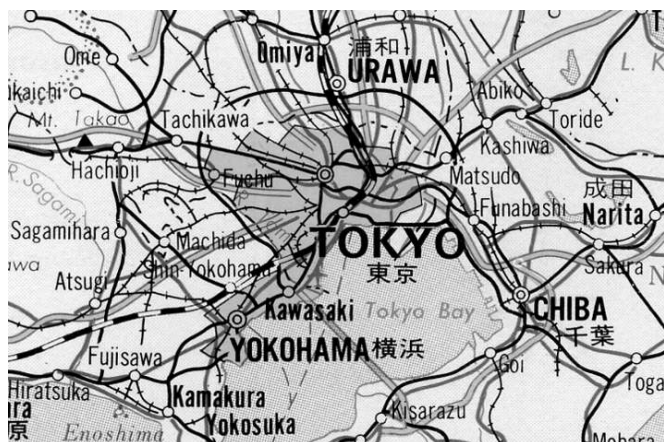 Ome
Omiya
浦和
URAWA
L. K
Abiko
Mt. Takao
Tachikawa
Toride
Kashiwa
Hachioji
Fuchu
Matsudo
成田
Narita
R. Sagami
Funabashi
Sagamihara
Machida
TOKYO
東京
Sakura
Shin-Yokohama
Atsugi
Kawasaki
Tokyo Bay
CHIBA
千葉
YOKOHAMA 横浜
Fujisawa
Goi
Hiratsuka
Kamakura
Yokosuka
Kisarazu
Enoshima
原